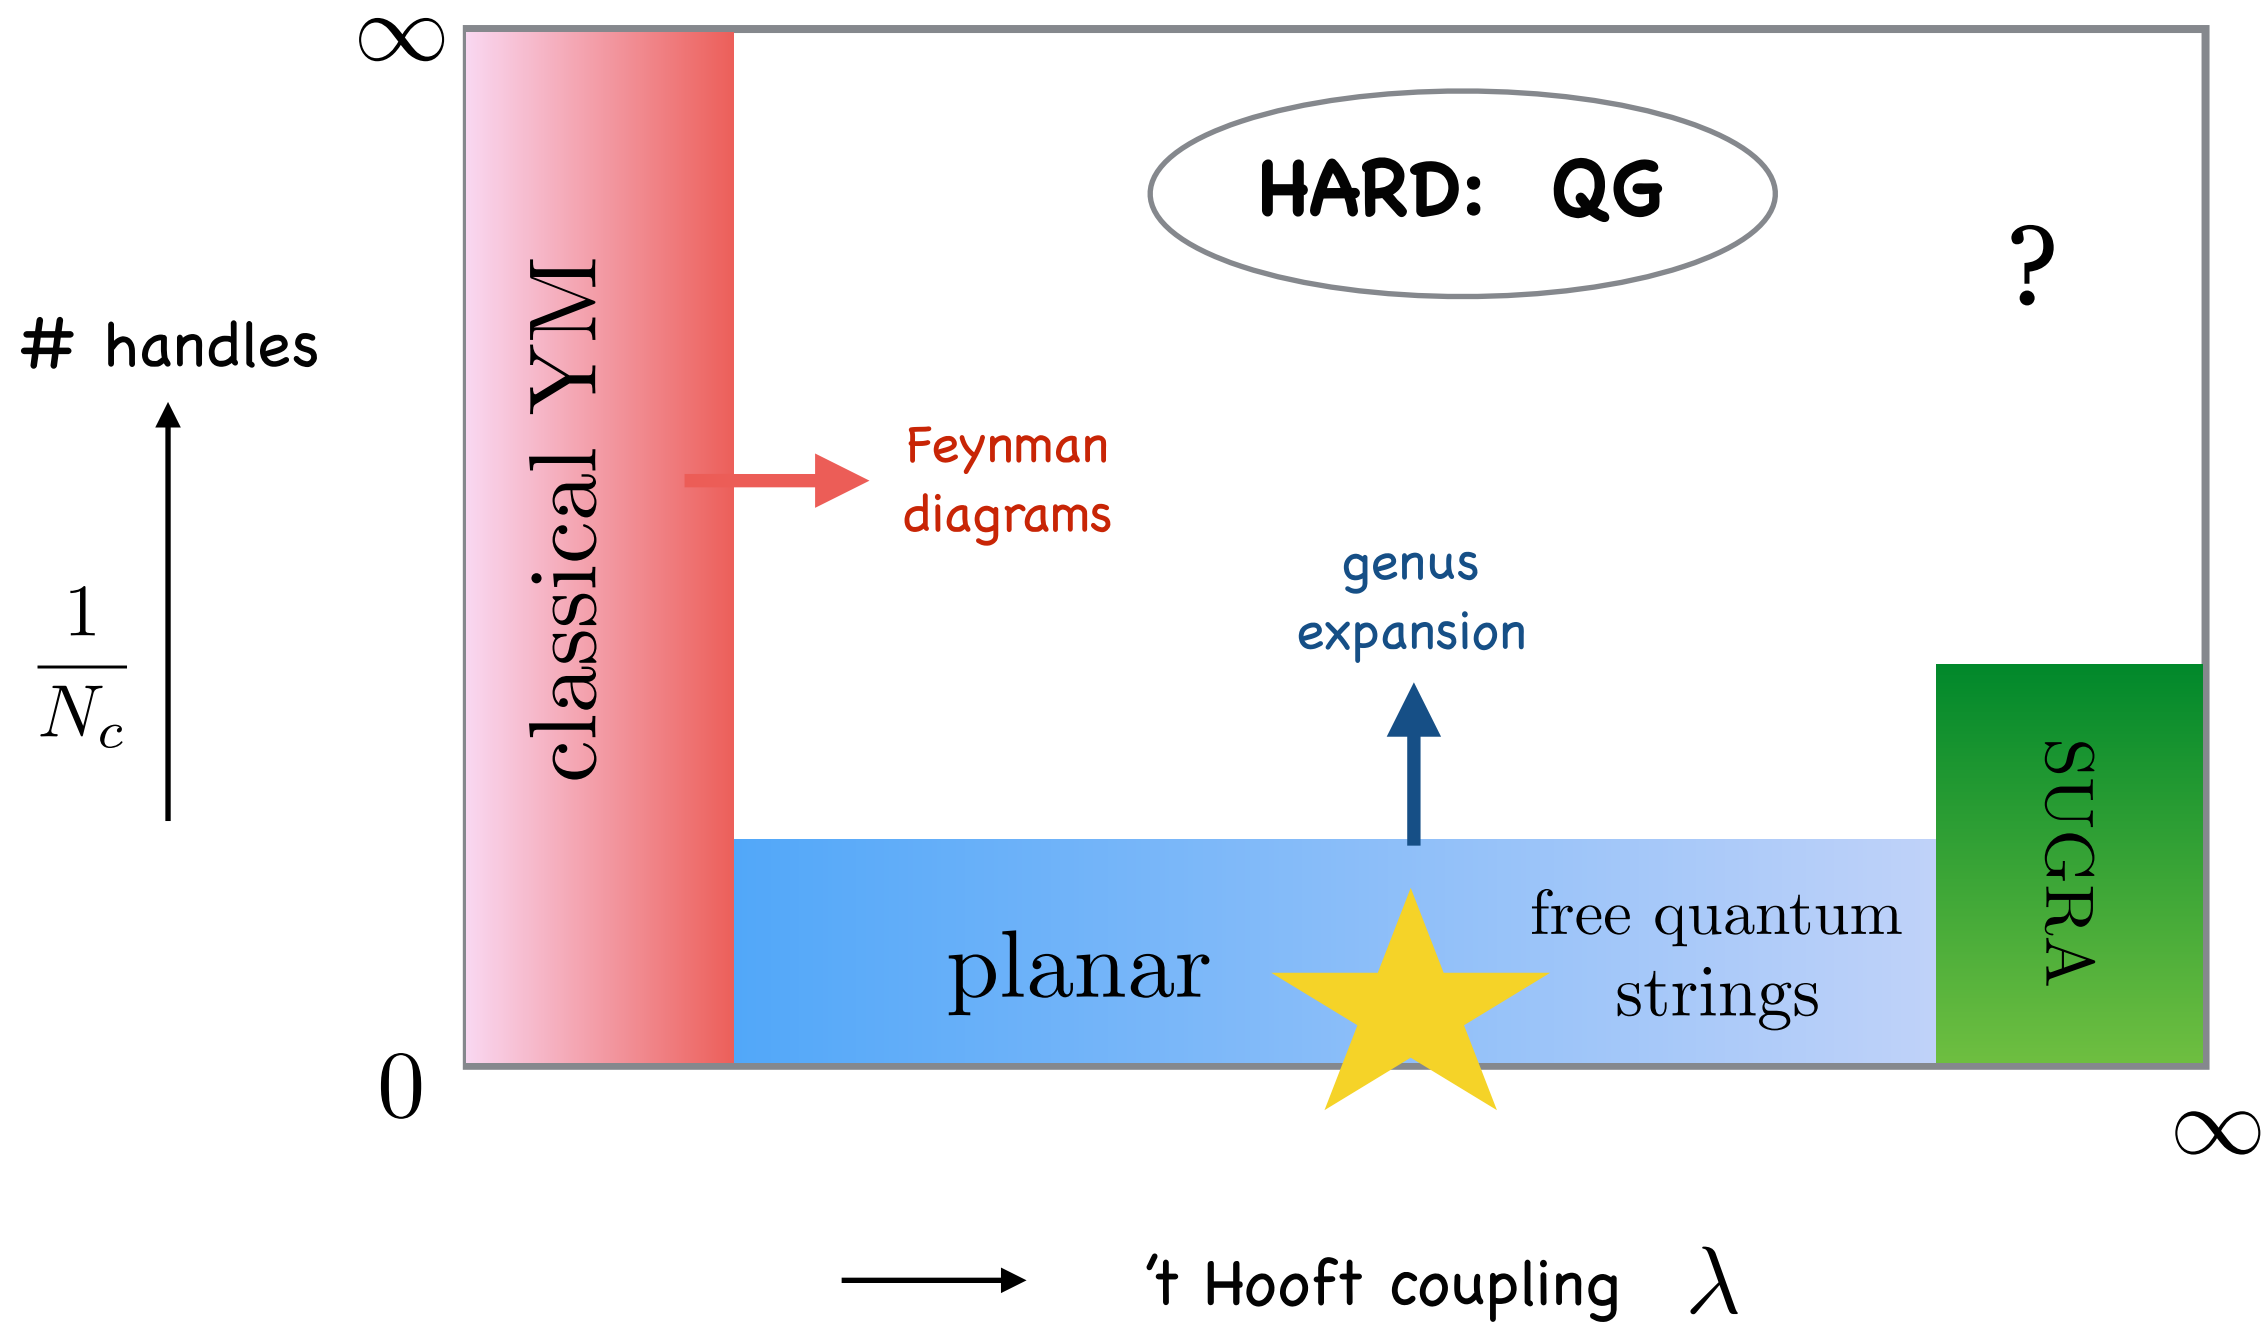 ∞
HARD: QG
?
# handles
1
N_c
classical YM
Feynman
diagrams
genus
expansion
planar
free quantum
strings
SUGRA
0
∞
't Hooft coupling λ